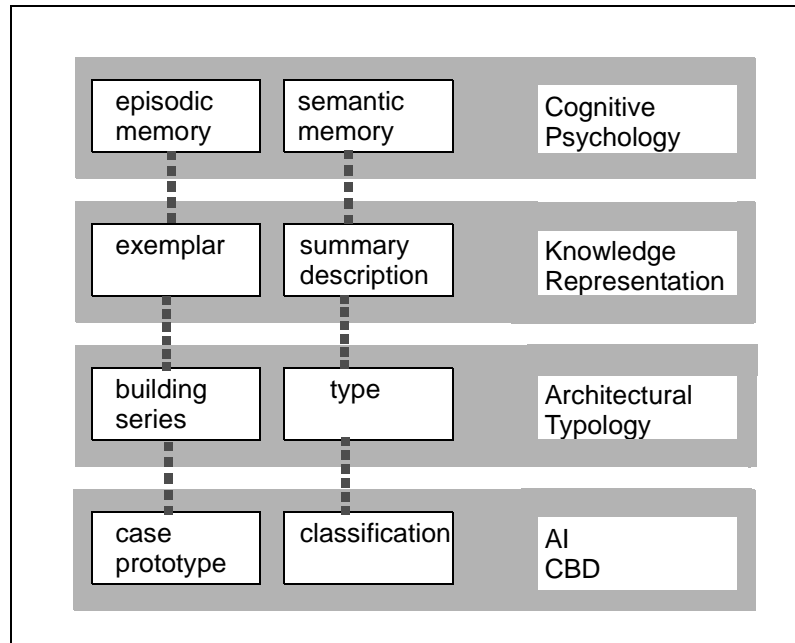 episodic
memory
semantic
memory
Cognitive
Psychology
exemplar
summary
description
Knowledge
Representation
building
series
type
Architectural
Typology
case
prototype
classification
AI
CBD